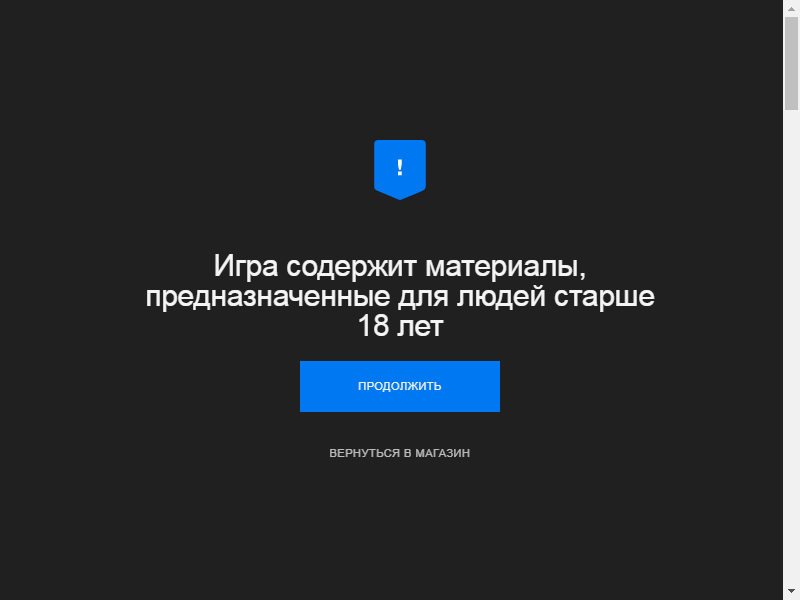 !
Игра содержит материалы,
предназначенные для людей старше
18 лет
ПРОДОЛЖИТЬ
ВЕРНУТЬСЯ В МАГАЗИН